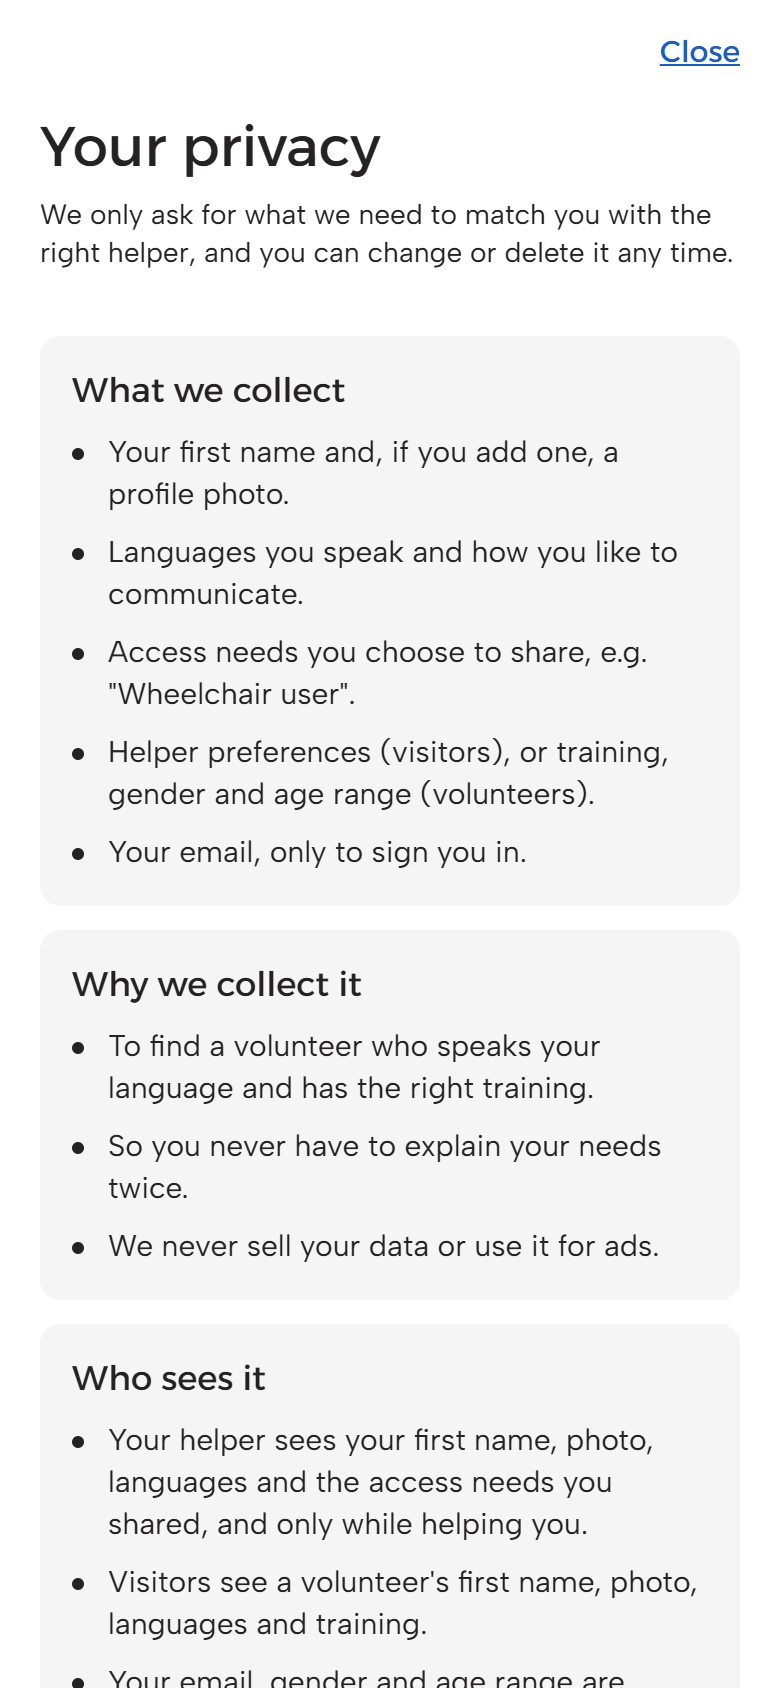 Close
Your privacy
We only ask for what we need to match you with the
right helper, and you can change or delete it any time.
What we collect
• Your first name and, if you add one, a
profile photo.
• Languages you speak and how you like to
communicate.
• Access needs you choose to share, e.g.
"Wheelchair user".
• Helper preferences (visitors), or training,
gender and age range (volunteers).
• Your email, only to sign you in.
Why we collect it
• To find a volunteer who speaks your
language and has the right training.
• So you never have to explain your needs
twice.
• We never sell your data or use it for ads.
Who sees it
• Your helper sees your first name, photo,
languages and the access needs you
shared, and only while helping you.
• Visitors see a volunteer's first name, photo,
languages and training.
• Your email, gender and age range are